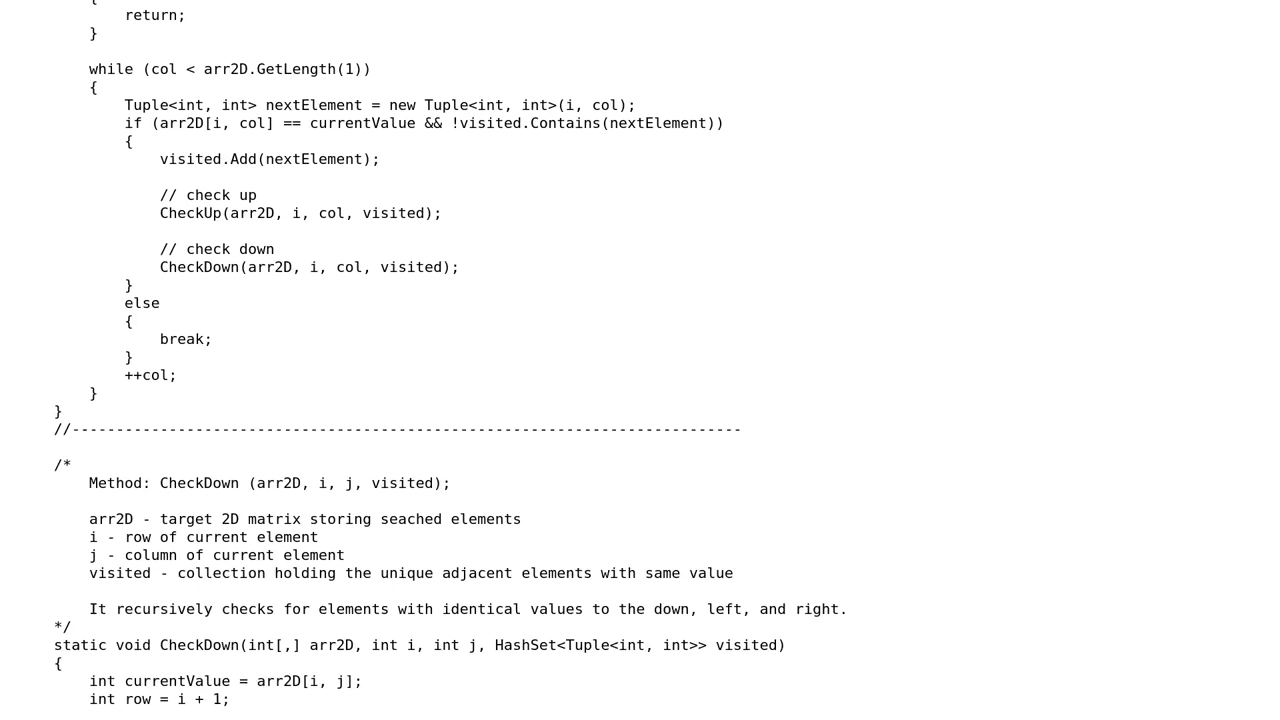 {
return;
}
while (col < arr2D.GetLength(1))
{
Tuple<int, int> nextElement = new Tuple<int, int>(i, col);
if (arr2D[i, col] == currentValue && !visited.Contains(nextElement))
{
visited.Add(nextElement);
// check up
CheckUp(arr2D, i, col, visited);
// check down
CheckDown(arr2D, i, col, visited);
}
else
{
break;
}
++col;
}
}
//----------------------------------------------------------------------------
/*
Method: CheckDown (arr2D, i, j, visited);
arr2D - target 2D matrix storing seached elements
i - row of current element
j - column of current element
visited - collection holding the unique adjacent elements with same value
It recursively checks for elements with identical values to the down, left, and right.
*/
static void CheckDown(int[,] arr2D, int i, int j, HashSet<Tuple<int, int>> visited)
{
int currentValue = arr2D[i, j];
int row = i + 1;